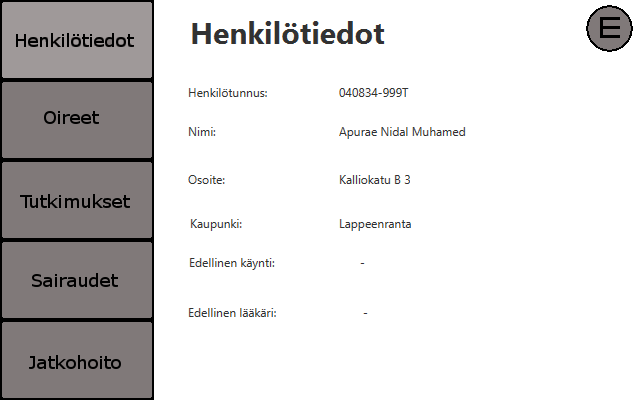 Henkilötiedot
Oireet
Tutkimukset
Sairaudet
Jatkohoito
Henkilötiedot
E
Henkilötunnus: 040834-999T
Nimi: Apurae Nidal Muhamed
Osoite: Kalliokatu B 3
Kaupunki: Lappeenranta
Edellinen käynti: -
Edellinen lääkäri: -